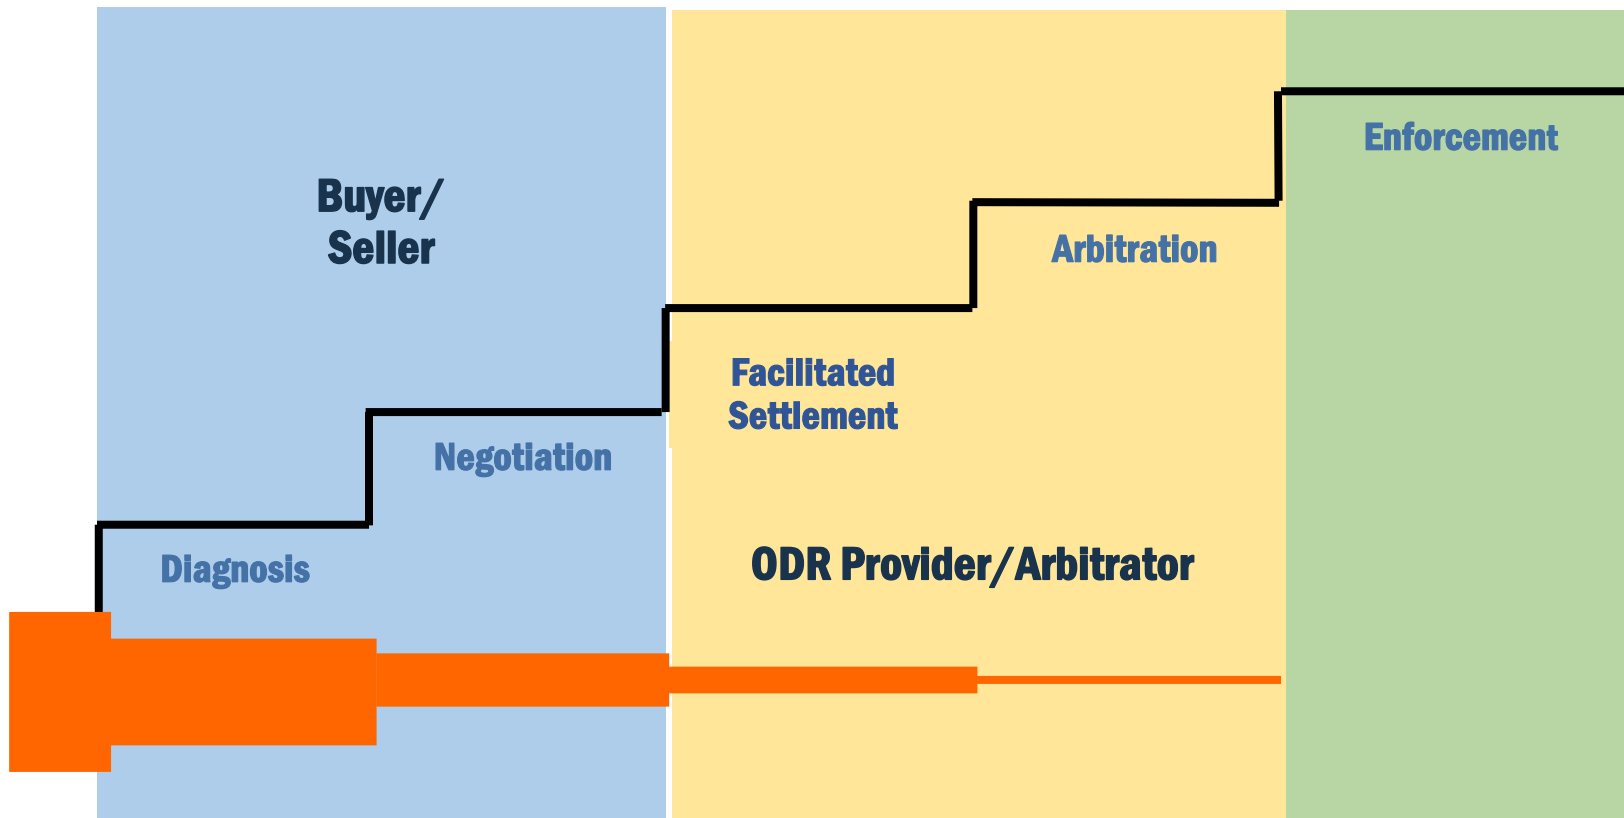 Buyer/
Seller
Diagnosis
Negotiation
Facilitated
Settlement
ODR Provider/Arbitrator
Arbitration
Enforcement